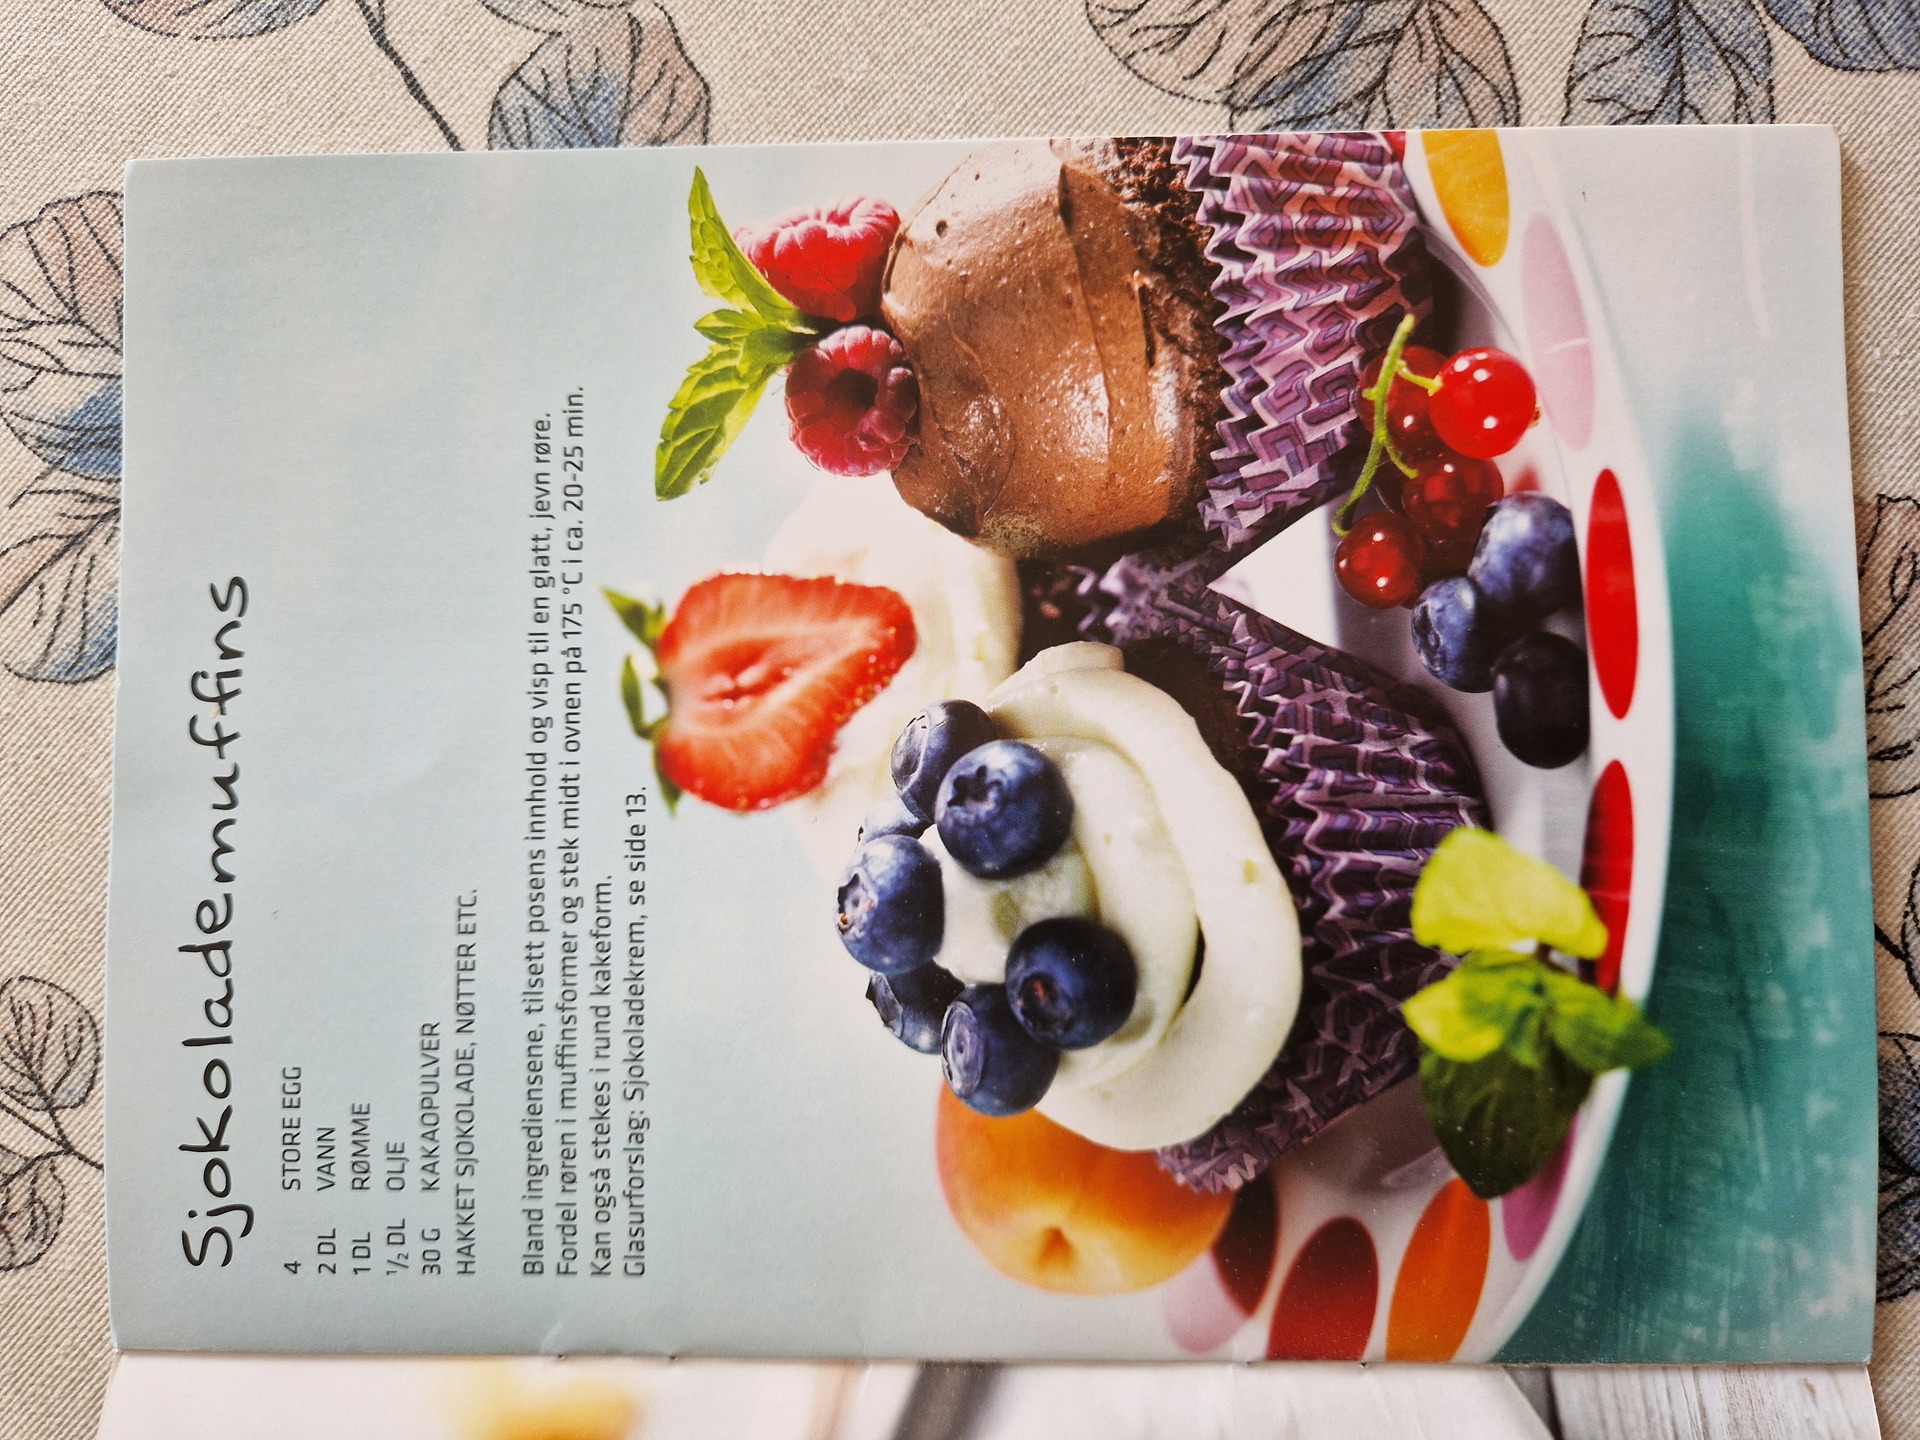 Sjokolademuffins
4 STORE EGG
2 DL VANN
1 DL RØMME
½ DL OLJE
30 G KAKAOPULVER
HAKKET SJOKOLADE, NØTTER ETC.
Bland ingrediensene, tilsett posens innhold og visp til en glatt, jevn røre.
Fordel røren i muffinsformer og stek midt i ovnen på 175 °C i ca. 20-25 min.
Kan også stekes i rund kakeform.
Glasurforslag: Sjokoladekrem, se side 13.